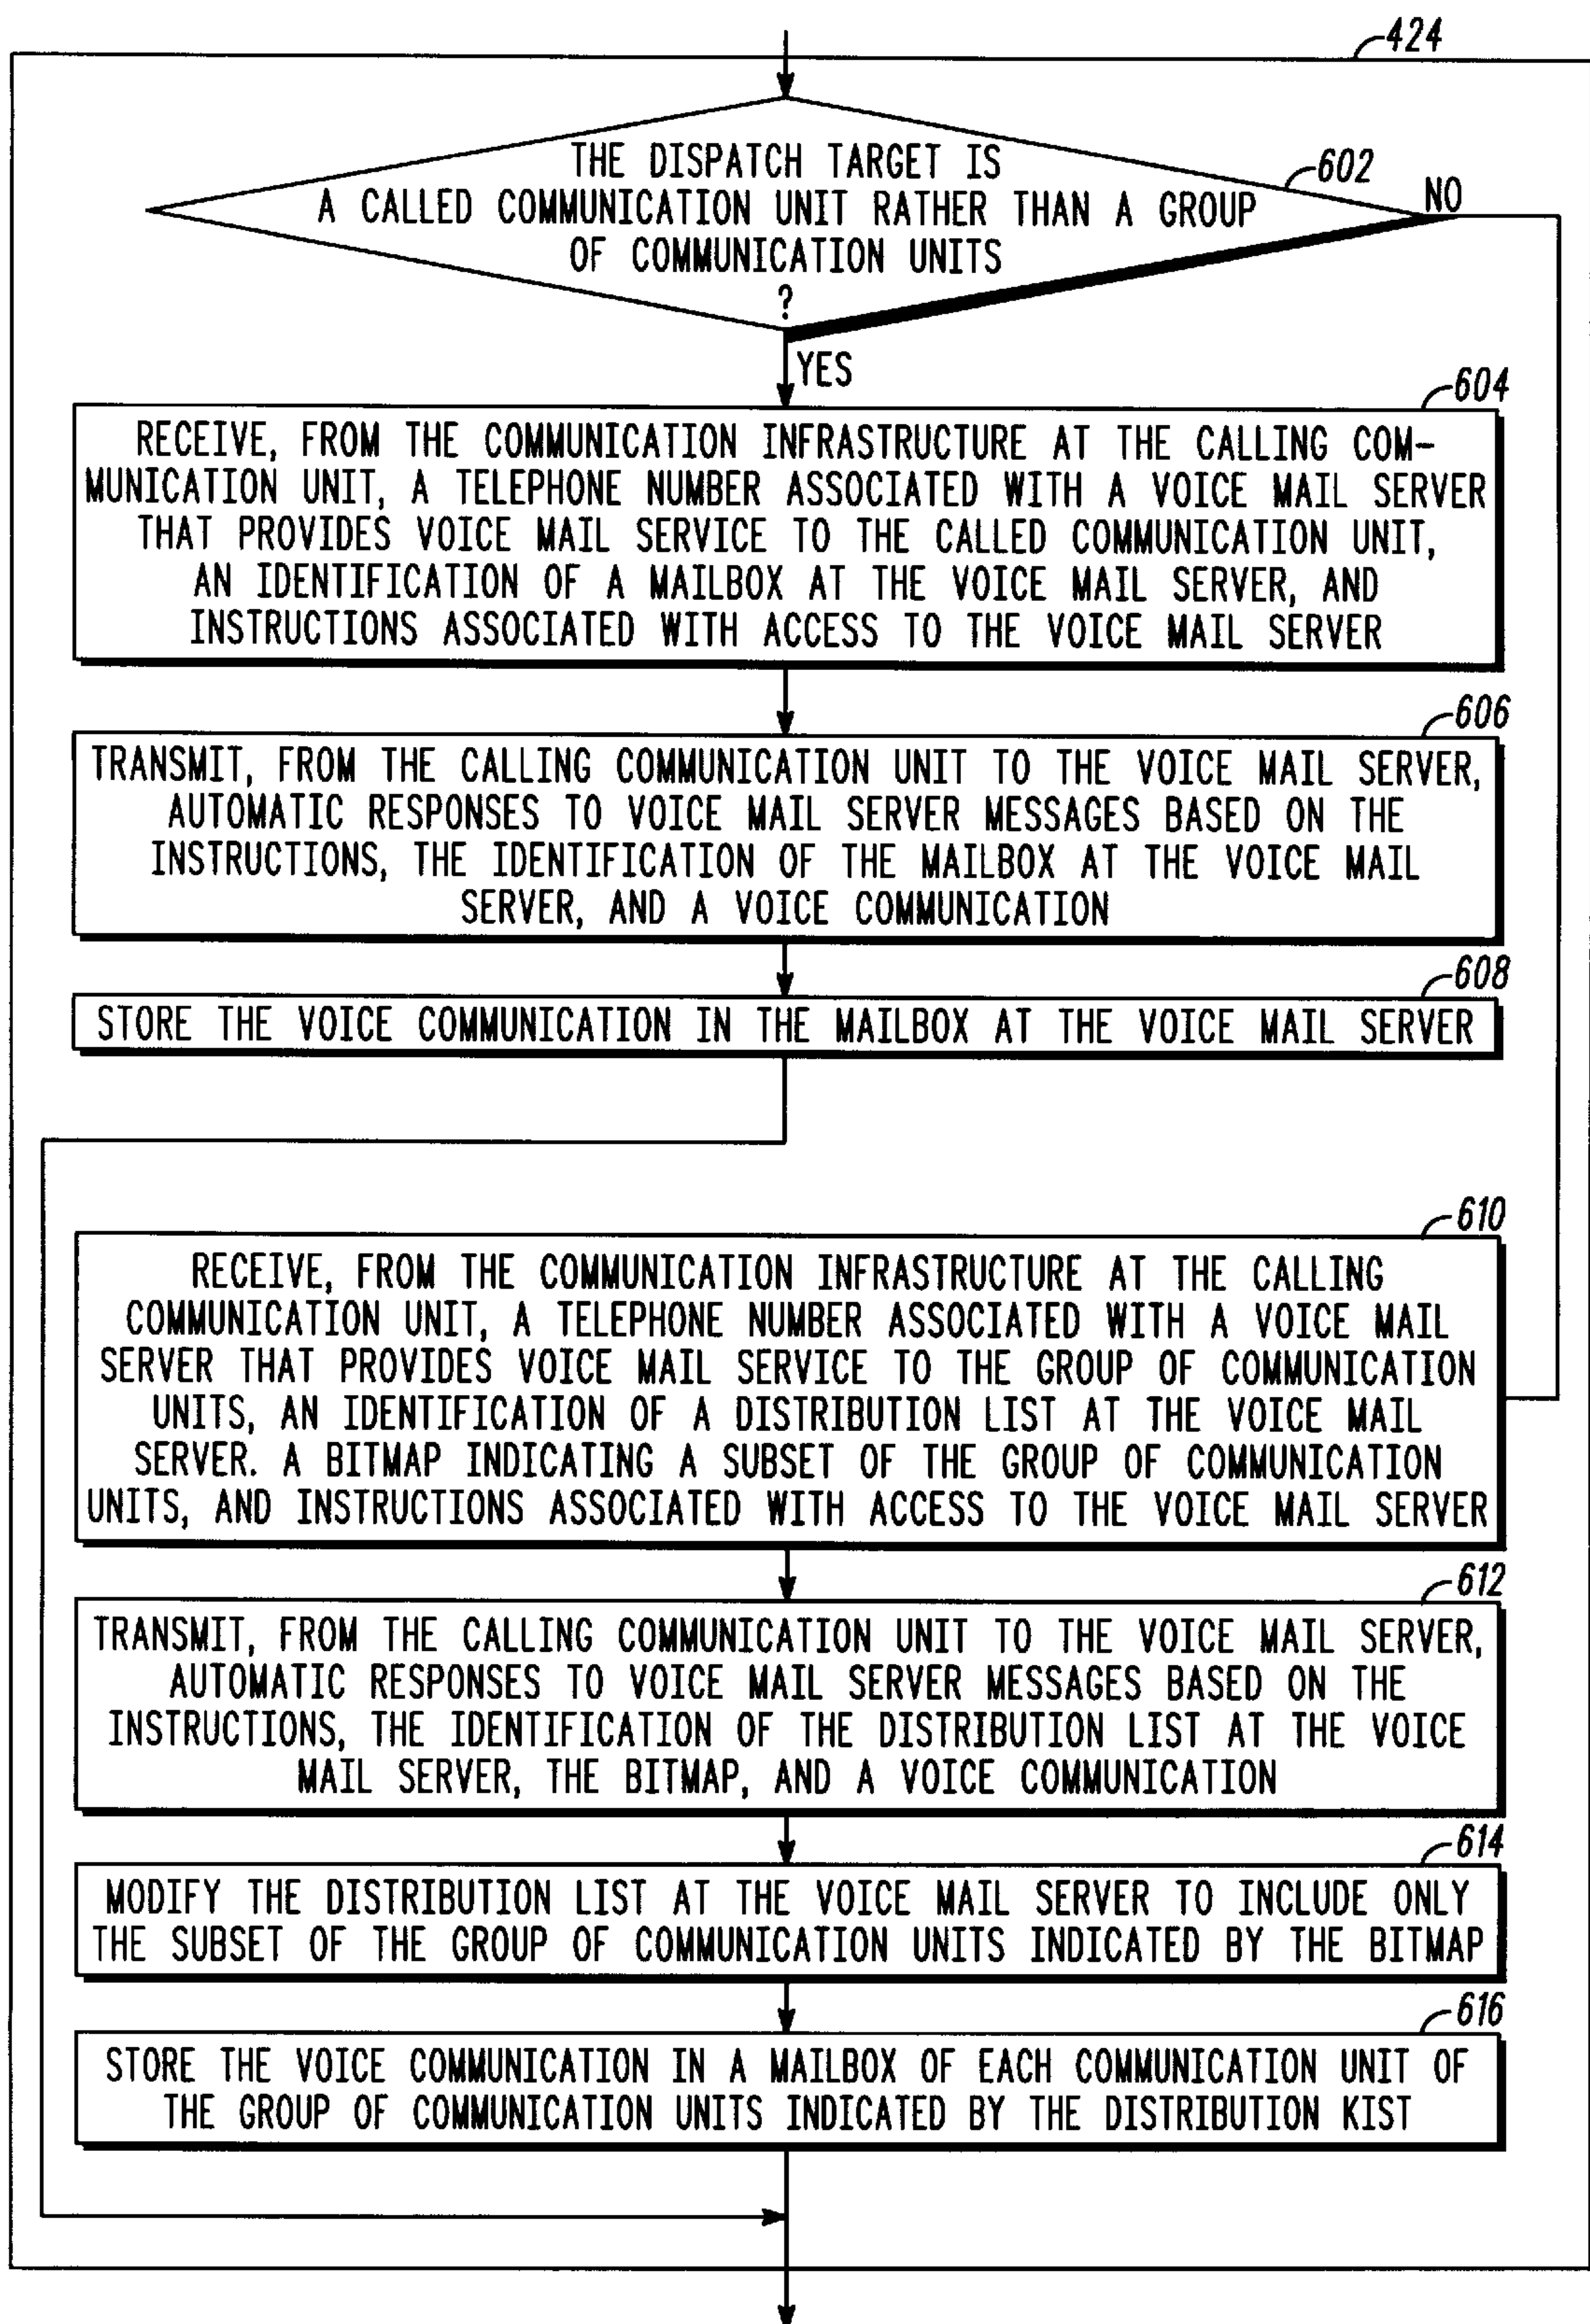 424
THE DISPATCH TARGET IS
A CALLED COMMUNICATION UNIT RATHER THAN A GROUP
OF COMMUNICATION UNITS
?
602
NO
YES
604
RECEIVE, FROM THE COMMUNICATION INFRASTRUCTURE AT THE CALLING COM-
MUNICATION UNIT, A TELEPHONE NUMBER ASSOCIATED WITH A VOICE MAIL SERVER
THAT PROVIDES VOICE MAIL SERVICE TO THE CALLED COMMUNICATION UNIT,
AN IDENTIFICATION OF A MAILBOX AT THE VOICE MAIL SERVER, AND
INSTRUCTIONS ASSOCIATED WITH ACCESS TO THE VOICE MAIL SERVER
606
TRANSMIT, FROM THE CALLING COMMUNICATION UNIT TO THE VOICE MAIL SERVER,
AUTOMATIC RESPONSES TO VOICE MAIL SERVER MESSAGES BASED ON THE
INSTRUCTIONS, THE IDENTIFICATION OF THE MAILBOX AT THE VOICE MAIL
SERVER, AND A VOICE COMMUNICATION
608
STORE THE VOICE COMMUNICATION IN THE MAILBOX AT THE VOICE MAIL SERVER
610
RECEIVE, FROM THE COMMUNICATION INFRASTRUCTURE AT THE CALLING
COMMUNICATION UNIT, A TELEPHONE NUMBER ASSOCIATED WITH A VOICE MAIL
SERVER THAT PROVIDES VOICE MAIL SERVICE TO THE GROUP OF COMMUNICATION
UNITS, AN IDENTIFICATION OF A DISTRIBUTION LIST AT THE VOICE MAIL
SERVER. A BITMAP INDICATING A SUBSET OF THE GROUP OF COMMUNICATION
UNITS, AND INSTRUCTIONS ASSOCIATED WITH ACCESS TO THE VOICE MAIL SERVER
612
TRANSMIT, FROM THE CALLING COMMUNICATION UNIT TO THE VOICE MAIL SERVER,
AUTOMATIC RESPONSES TO VOICE MAIL SERVER MESSAGES BASED ON THE
INSTRUCTIONS, THE IDENTIFICATION OF THE DISTRIBUTION LIST AT THE VOICE
MAIL SERVER, THE BITMAP, AND A VOICE COMMUNICATION
614
MODIFY THE DISTRIBUTION LIST AT THE VOICE MAIL SERVER TO INCLUDE ONLY
THE SUBSET OF THE GROUP OF COMMUNICATION UNITS INDICATED BY THE BITMAP
616
STORE THE VOICE COMMUNICATION IN A MAILBOX OF EACH COMMUNICATION UNIT OF
THE GROUP OF COMMUNICATION UNITS INDICATED BY THE DISTRIBUTION KIST